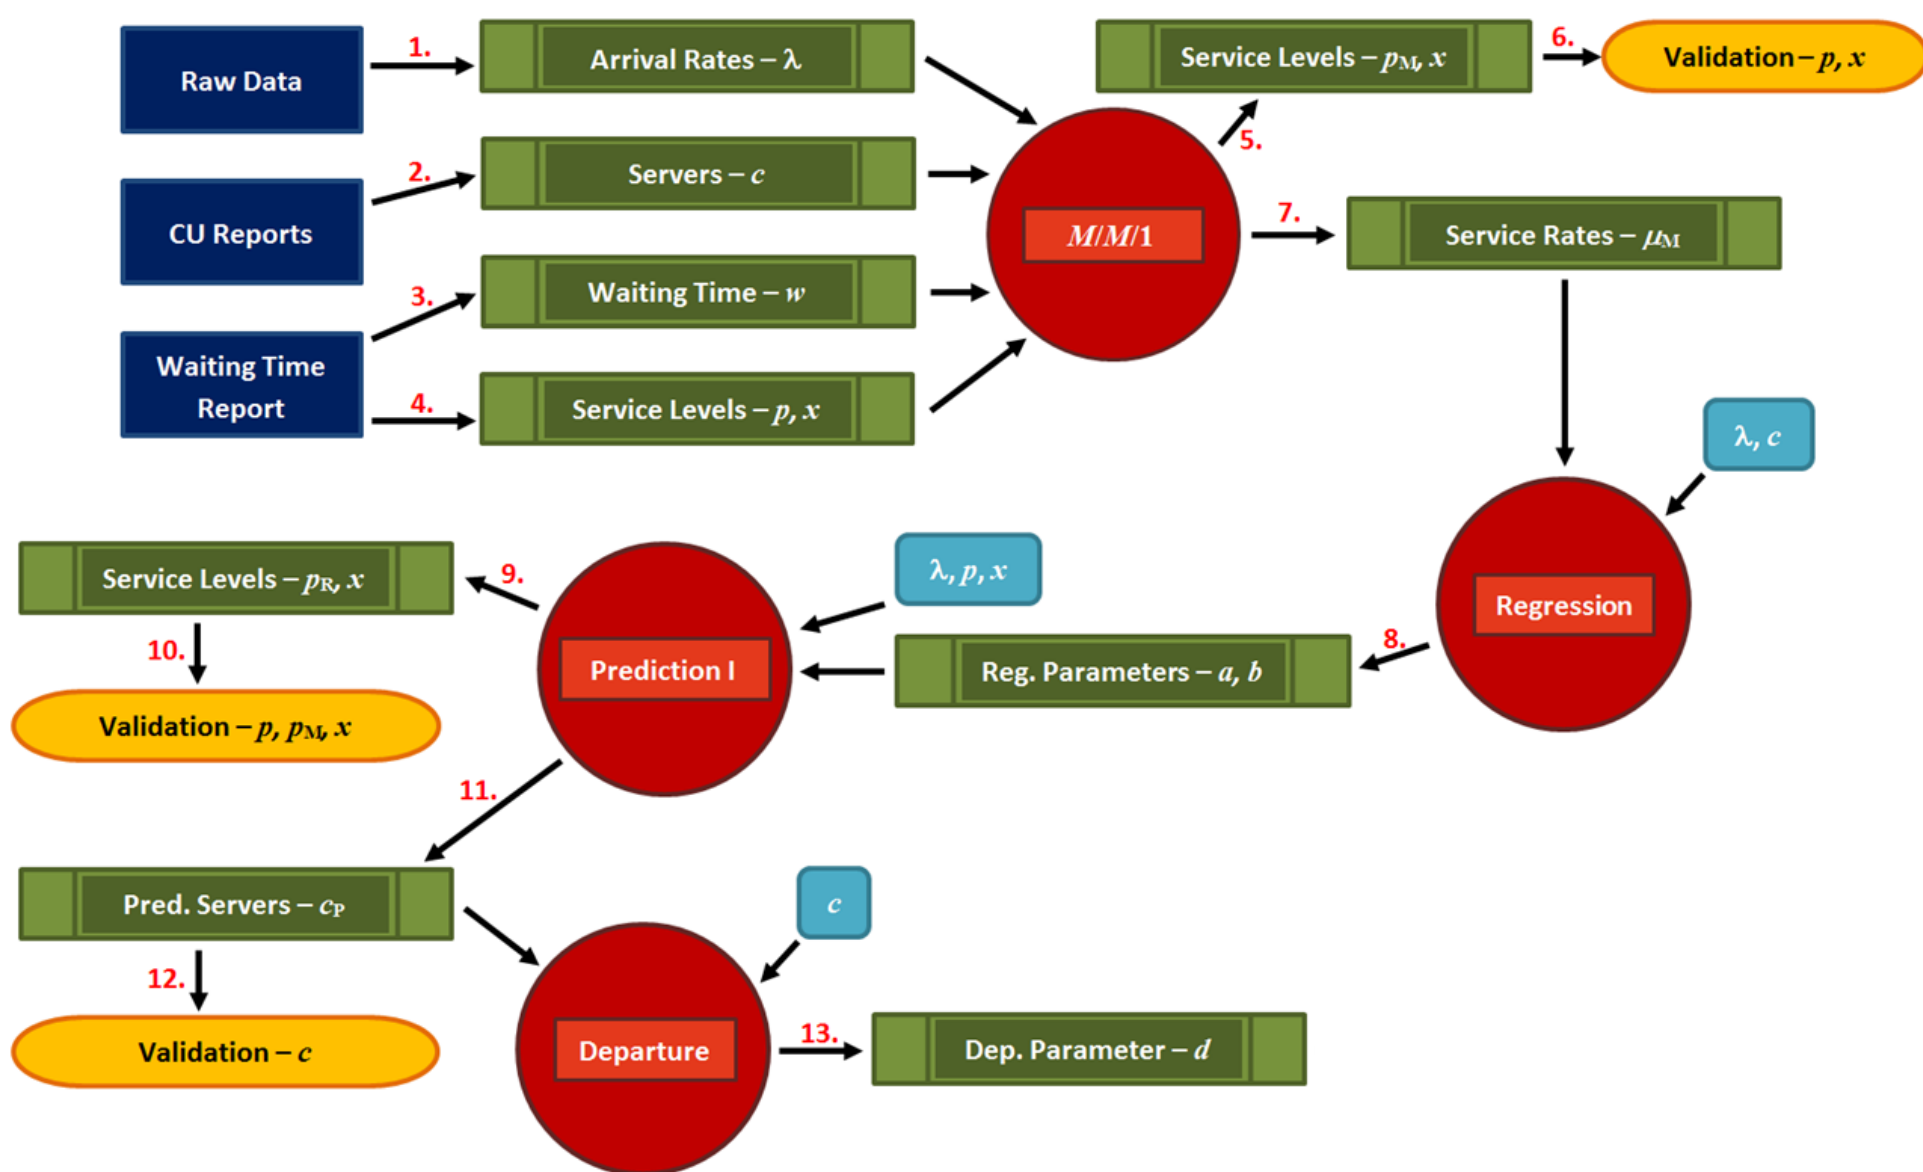 Raw Data
1.
Arrival Rates – λ
Service Levels – pM, x
6.
Validation – p, x
CU Reports
2.
Servers – c
5.
M/M/1
7.
Service Rates – μM
Waiting Time
Report
3.
Waiting Time – w
4.
Service Levels – p, x
λ, c
Regression
8.
Reg. Parameters – a, b
λ, p, x
Prediction I
9.
Service Levels – pR, x
10.
Validation – p, pM, x
11.
Pred. Servers – cP
12.
Validation – c
c
Departure
13.
Dep. Parameter – d